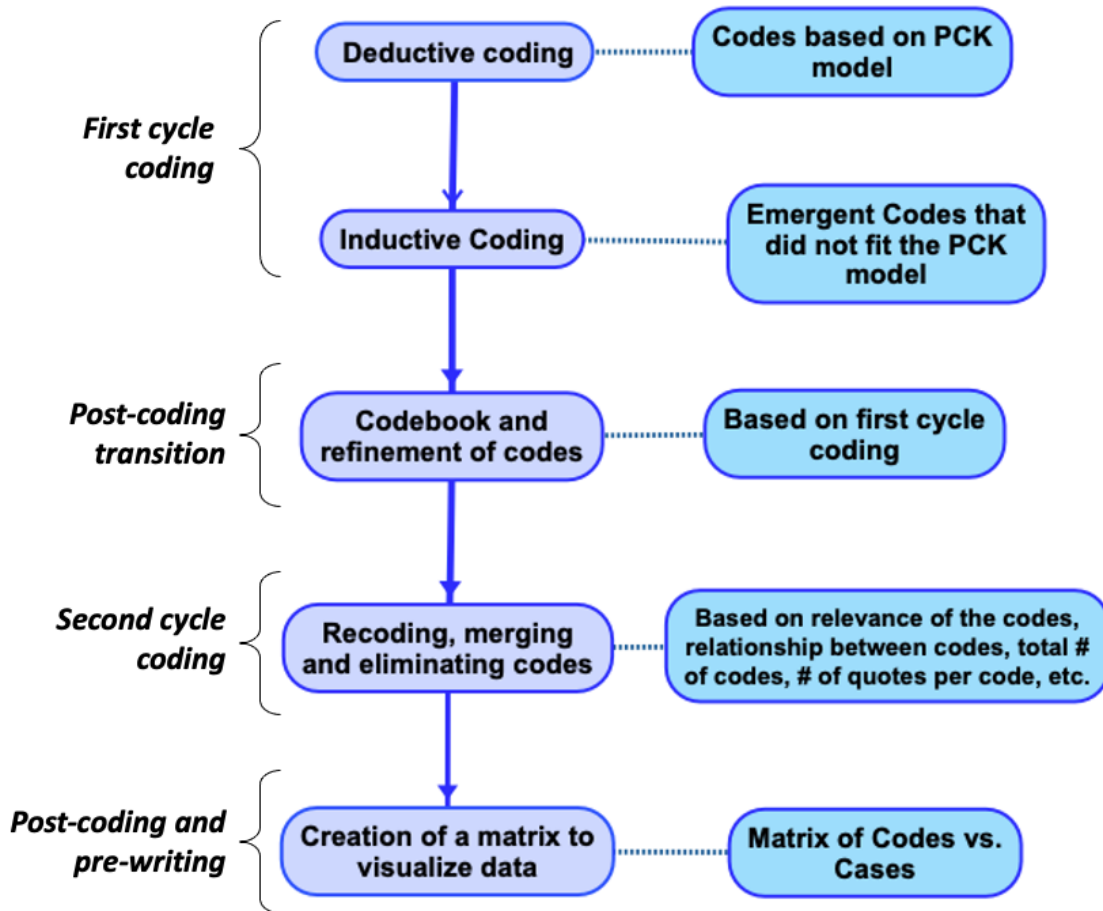 Deductive coding
Codes based on PCK
model
First cycle
coding
Inductive Coding
Emergent Codes that
did not fit the PCK
model
Post-coding
transition
Codebook and
refinement of codes
Based on first cycle
coding
Second cycle
coding
Recoding, merging
and eliminating codes
Based on relevance of the codes,
relationship between codes, total #
of codes, # of quotes per code, etc.
Post-coding and
pre-writing
Creation of a matrix to
visualize data
Matrix of Codes vs.
Cases